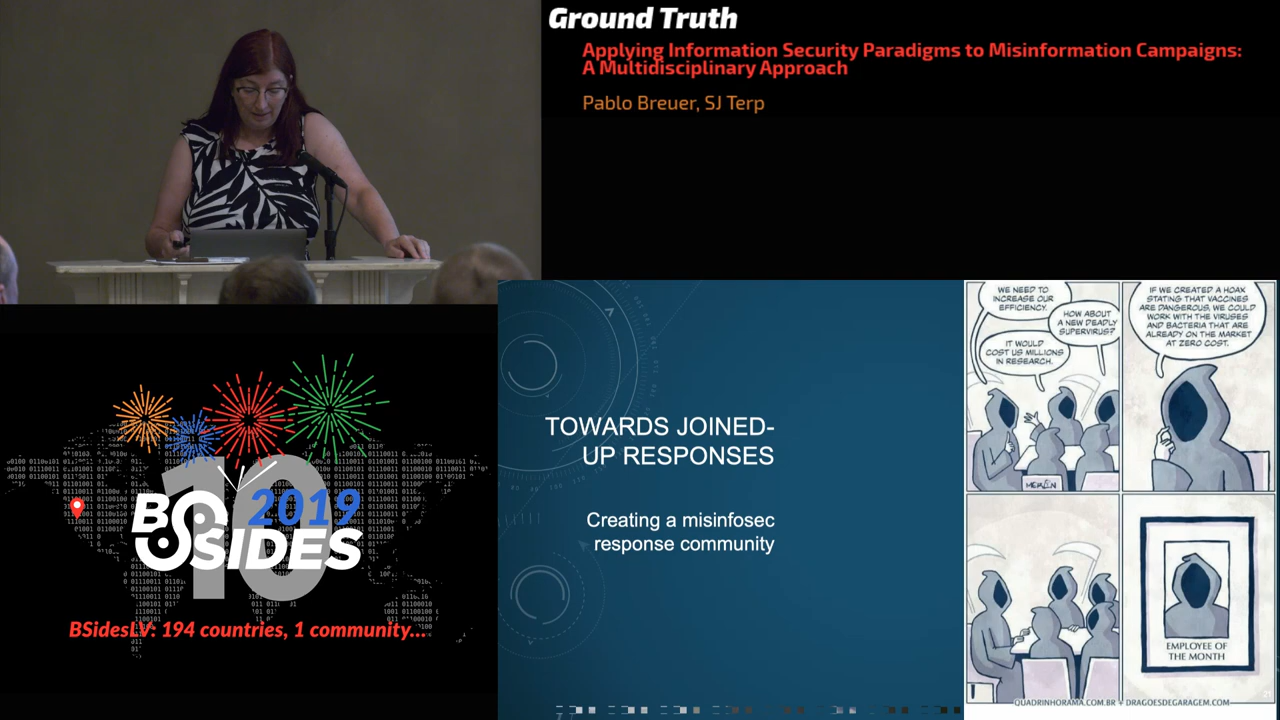 Ground Truth
Applying Information Security Paradigms to Misinformation Campaigns:
A Multidisciplinary Approach
Pablo Breuer, SJ Terp
10
2019
BSIDES
BSidesLV: 194 countries, 1 community...
TOWARDS JOINED-
UP RESPONSES
Creating a misinfosec
response community
WE NEED TO
INCREASE OUR
EFFICIENCY.
HOW ABOUT
A NEW DEADLY
SUPERVIRUS?
IT WOULD
COST US MILLIONS
IN RESEARCH.
IF WE CREATED A HOAX
STATING THAT VACCINES
ARE DANGEROUS, WE COULD
WORK WITH THE VIRUSES
AND BACTERIA THAT ARE
ALREADY ON THE MARKET
AT ZERO COST.
EMPLOYEE OF
THE MONTH
21
QUADRINHORAMA.COM.BR + DRAGOESDEGARAGEM.COM